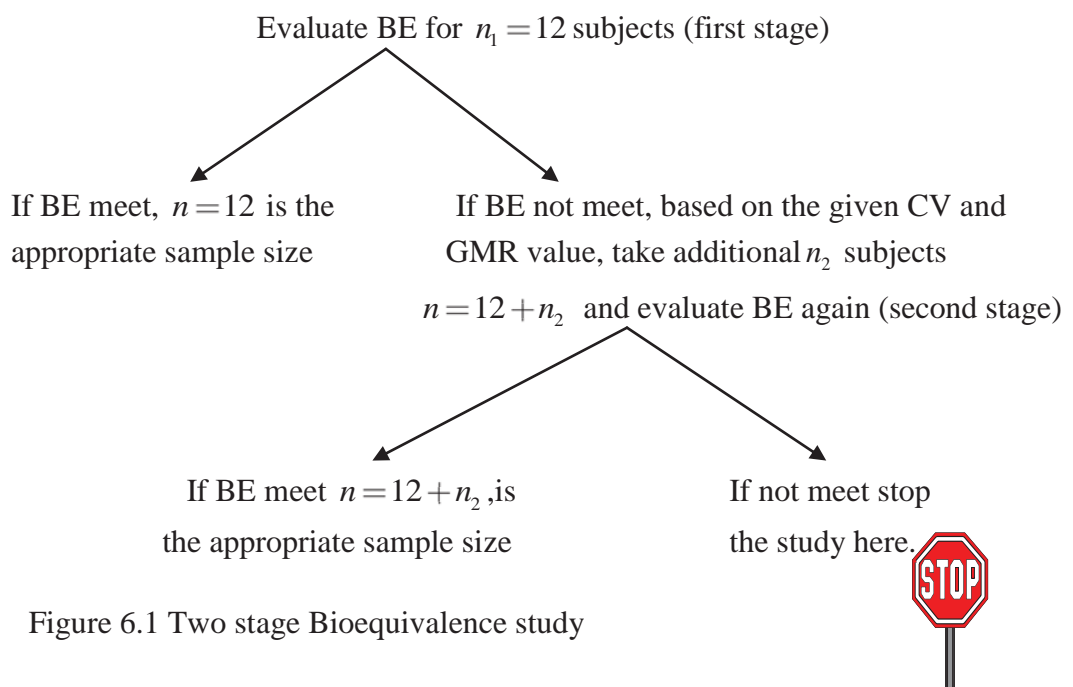 Evaluate BE for n₁ = 12 subjects (first stage)
If BE meet, n = 12 is the
appropriate sample size
If BE not meet, based on the given CV and
GMR value, take additional n₂ subjects
n = 12 + n₂ and evaluate BE again (second stage)
If BE meet n = 12 + n₂ ,is
the appropriate sample size
If not meet stop
the study here.
STOP
Figure 6.1 Two stage Bioequivalence study